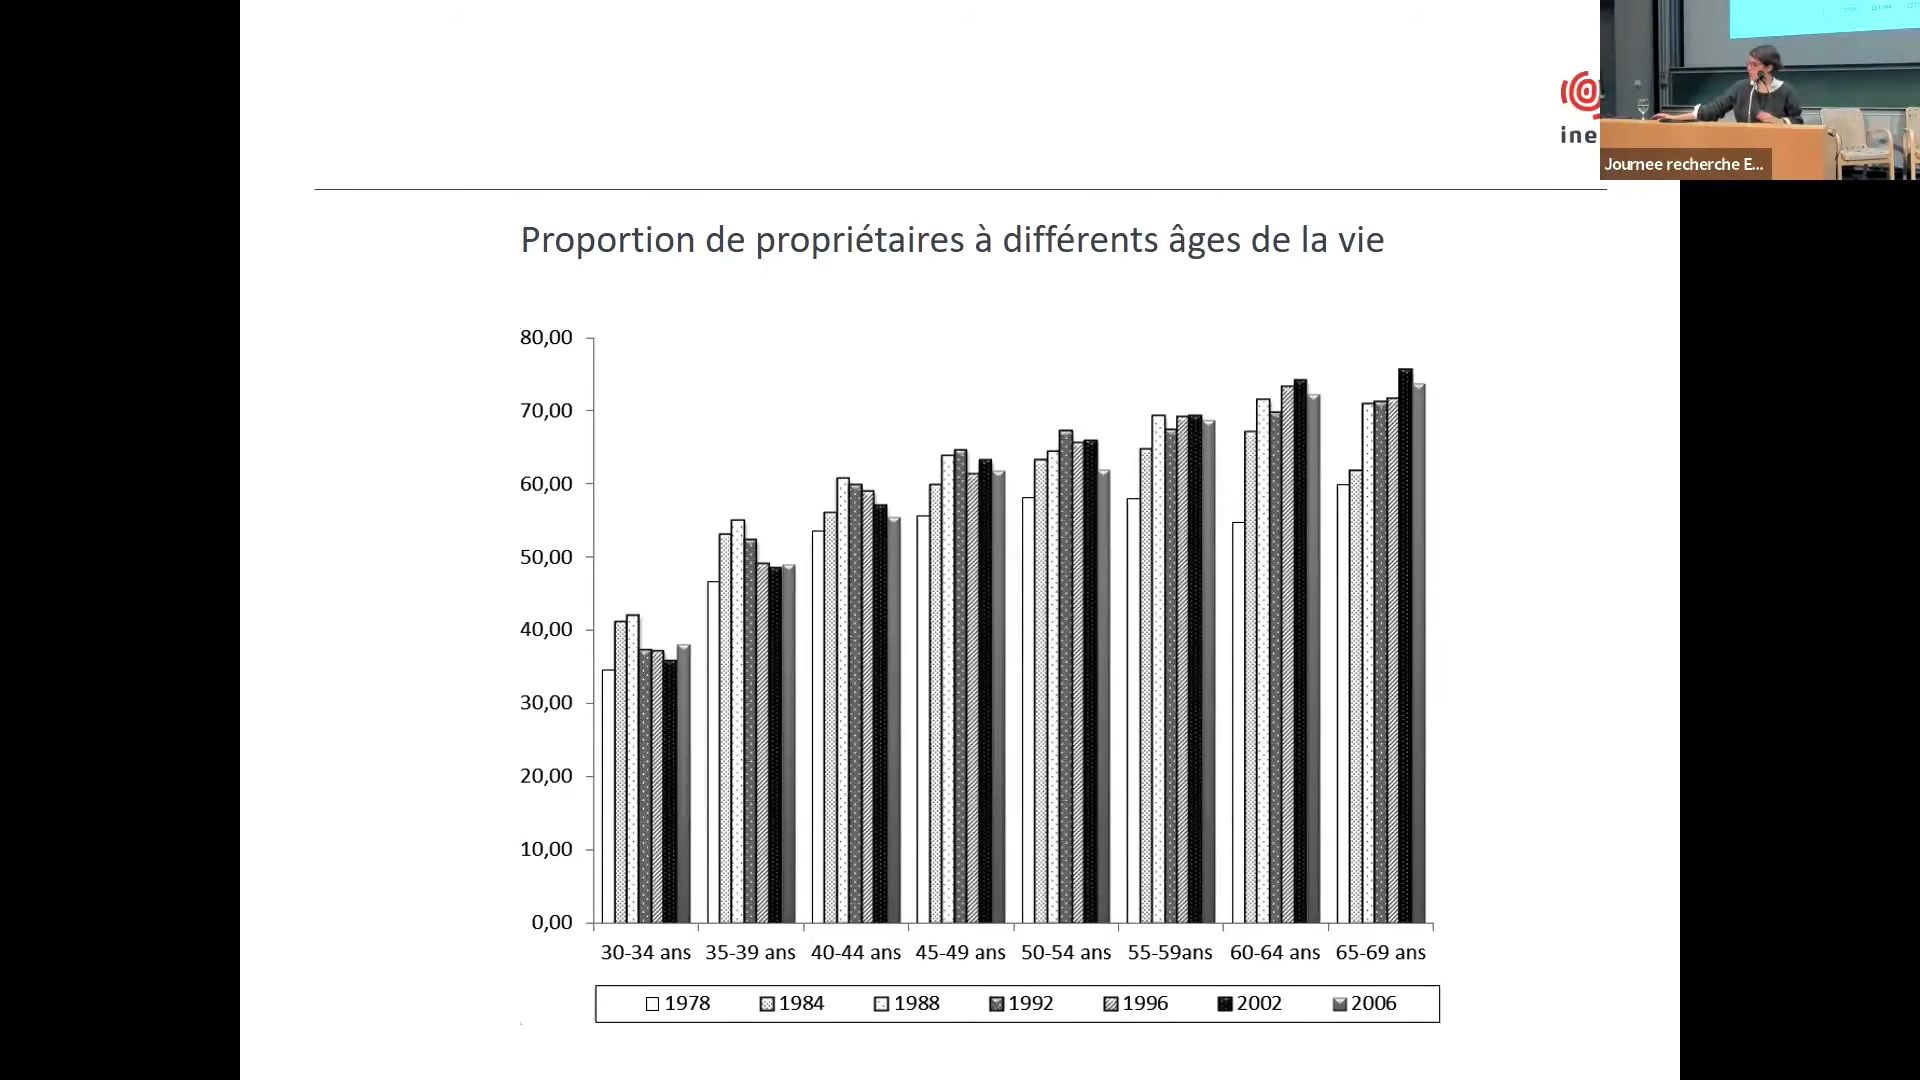 ine
Journee recherche E...
Proportion de propriétaires à différents âges de la vie
80,00
70,00
60,00
50,00
40,00
30,00
20,00
10,00
0,00
30-34 ans 35-39 ans 40-44 ans 45-49 ans 50-54 ans 55-59ans 60-64 ans 65-69 ans
1978 1984 1988 1992 1996 2002 2006